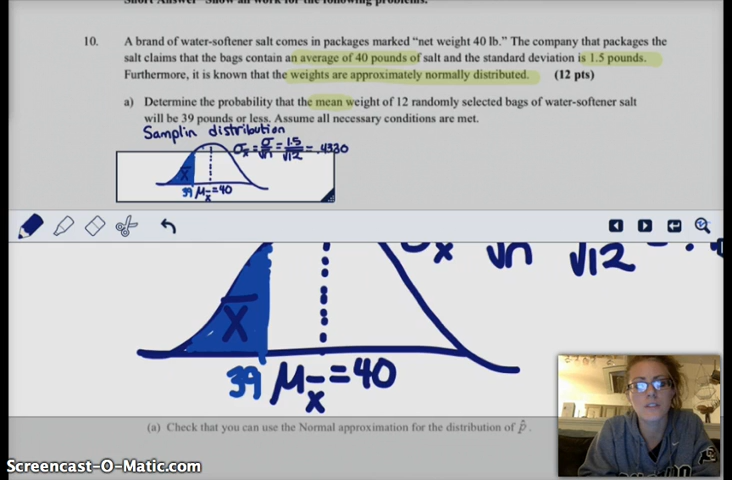 Short Answer Show all work for the following problems.
10. A brand of water-softener salt comes in packages marked “net weight 40 lb.” The company that packages the
salt claims that the bags contain an average of 40 pounds of salt and the standard deviation is 1.5 pounds.
Furthermore, it is known that the weights are approximately normally distributed. (12 pts)
a) Determine the probability that the mean weight of 12 randomly selected bags of water-softener salt
will be 39 pounds or less. Assume all necessary conditions are met.
Samplin distribution
σx̄ = σ/√n = 1.5/√12 = .4330
x̄
39 μx̄ = 40
x √n √12
x̄
39 μx̄ = 40
(a) Check that you can use the Normal approximation for the distribution of p̂.
Screencast-O-Matic.com